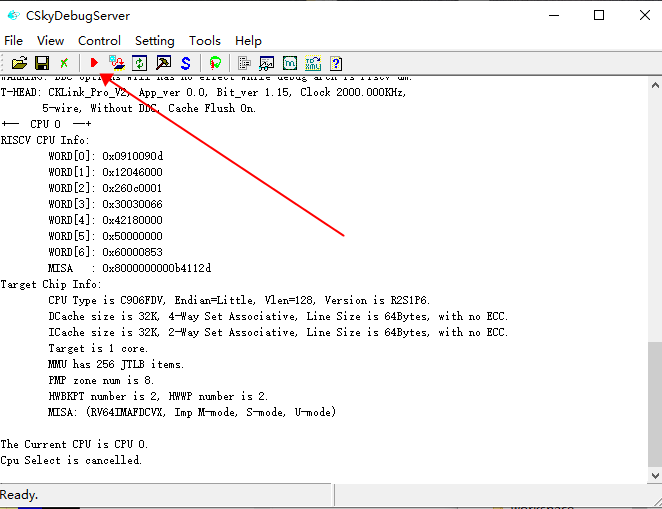 CSkyDebugServer
File View Control Setting Tools Help
WARNING: DDC options will has no effect while debug arch is riscv dm.
T-HEAD: CKLink_Pro_V2, App_ver 0.0, Bit_ver 1.15, Clock 2000.000KHz,
5-wire, Without DDC, Cache Flush On.
+-- CPU 0 --+
RISCV CPU Info:
WORD[0]: 0x0910090d
WORD[1]: 0x12046000
WORD[2]: 0x260c0001
WORD[3]: 0x30030066
WORD[4]: 0x42180000
WORD[5]: 0x50000000
WORD[6]: 0x60000853
MISA : 0x8000000000b4112d
Target Chip Info:
CPU Type is C906FDV, Endian=Little, Vlen=128, Version is R2S1P6.
DCache size is 32K, 4-Way Set Associative, Line Size is 64Bytes, with no ECC.
ICache size is 32K, 2-Way Set Associative, Line Size is 64Bytes, with no ECC.
Target is 1 core.
MMU has 256 JTLB items.
PMP zone num is 8.
HWBKPT number is 2, HWWP number is 2.
MISA: (RV64IMAFDCVX, Imp M-mode, S-mode, U-mode)
The Current CPU is CPU 0.
Cpu Select is cancelled.
Ready.